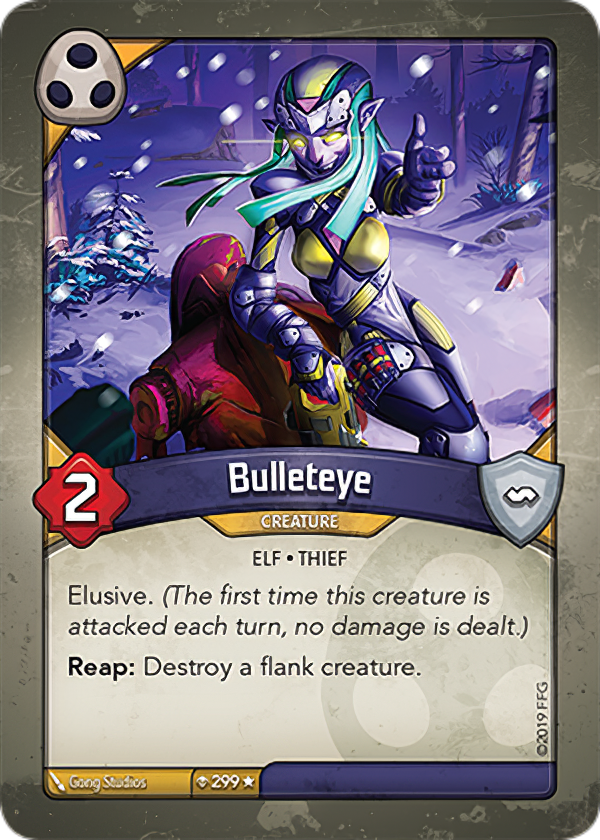 2
Bulleteye
CREATURE
ELF • THIEF
Elusive. (The first time this creature is
attacked each turn, no damage is dealt.)
Reap: Destroy a flank creature.
©2019 FFG
Gong Studios
299★